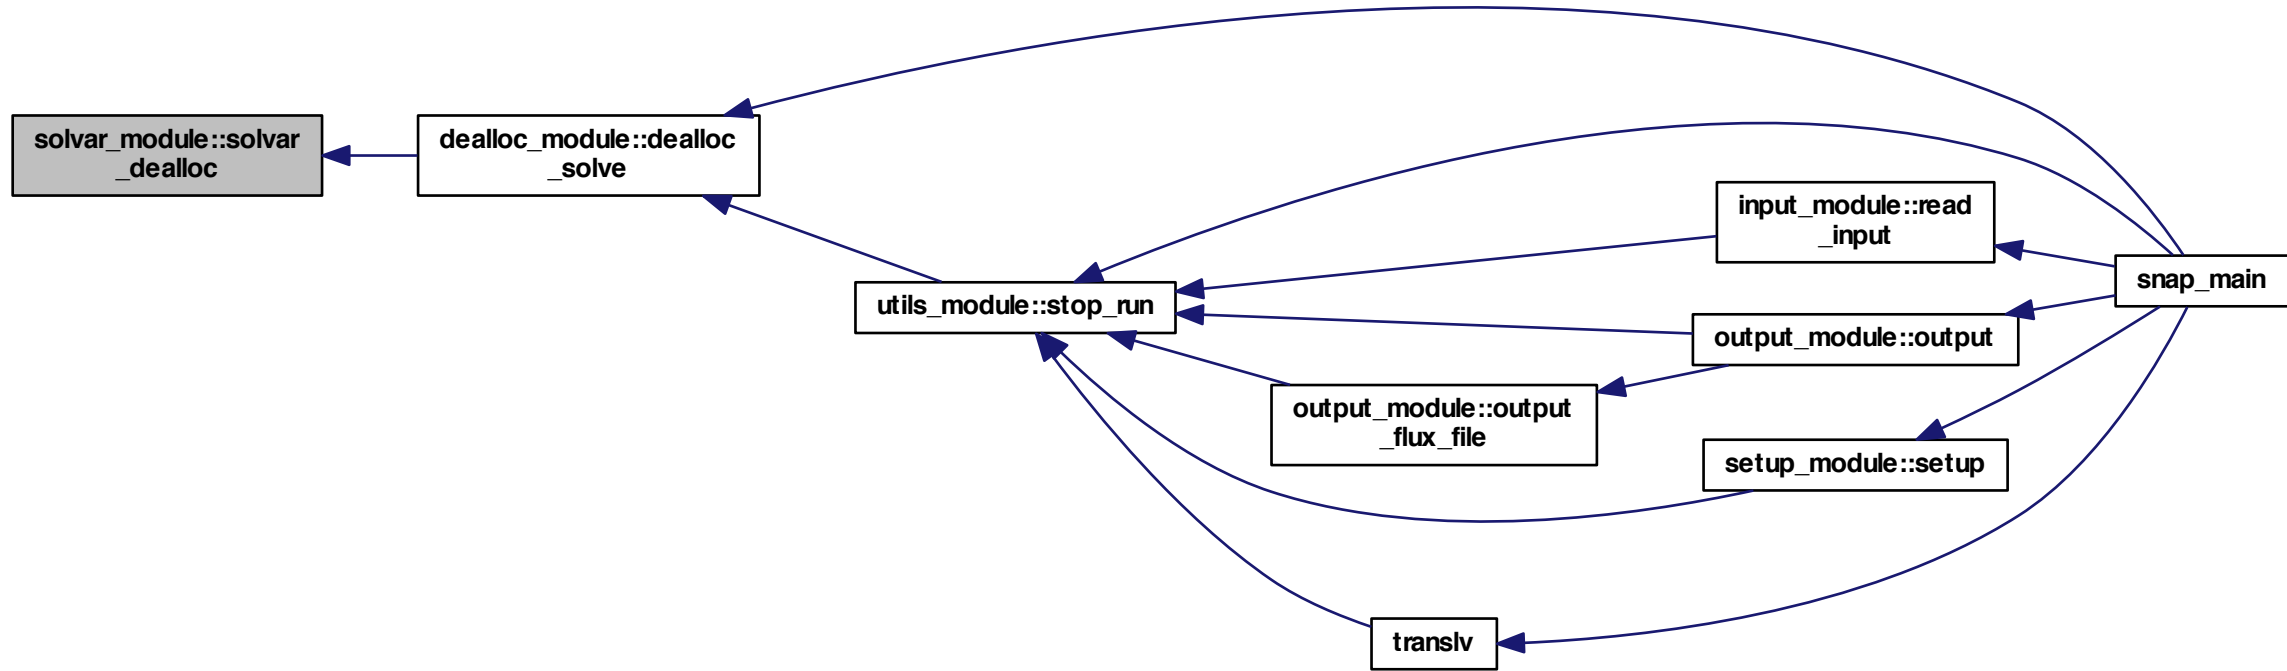 solvar_module::solvar
_dealloc
dealloc_module::dealloc
_solve
utils_module::stop_run
input_module::read
_input
output_module::output
output_module::output
_flux_file
setup_module::setup
translv
snap_main